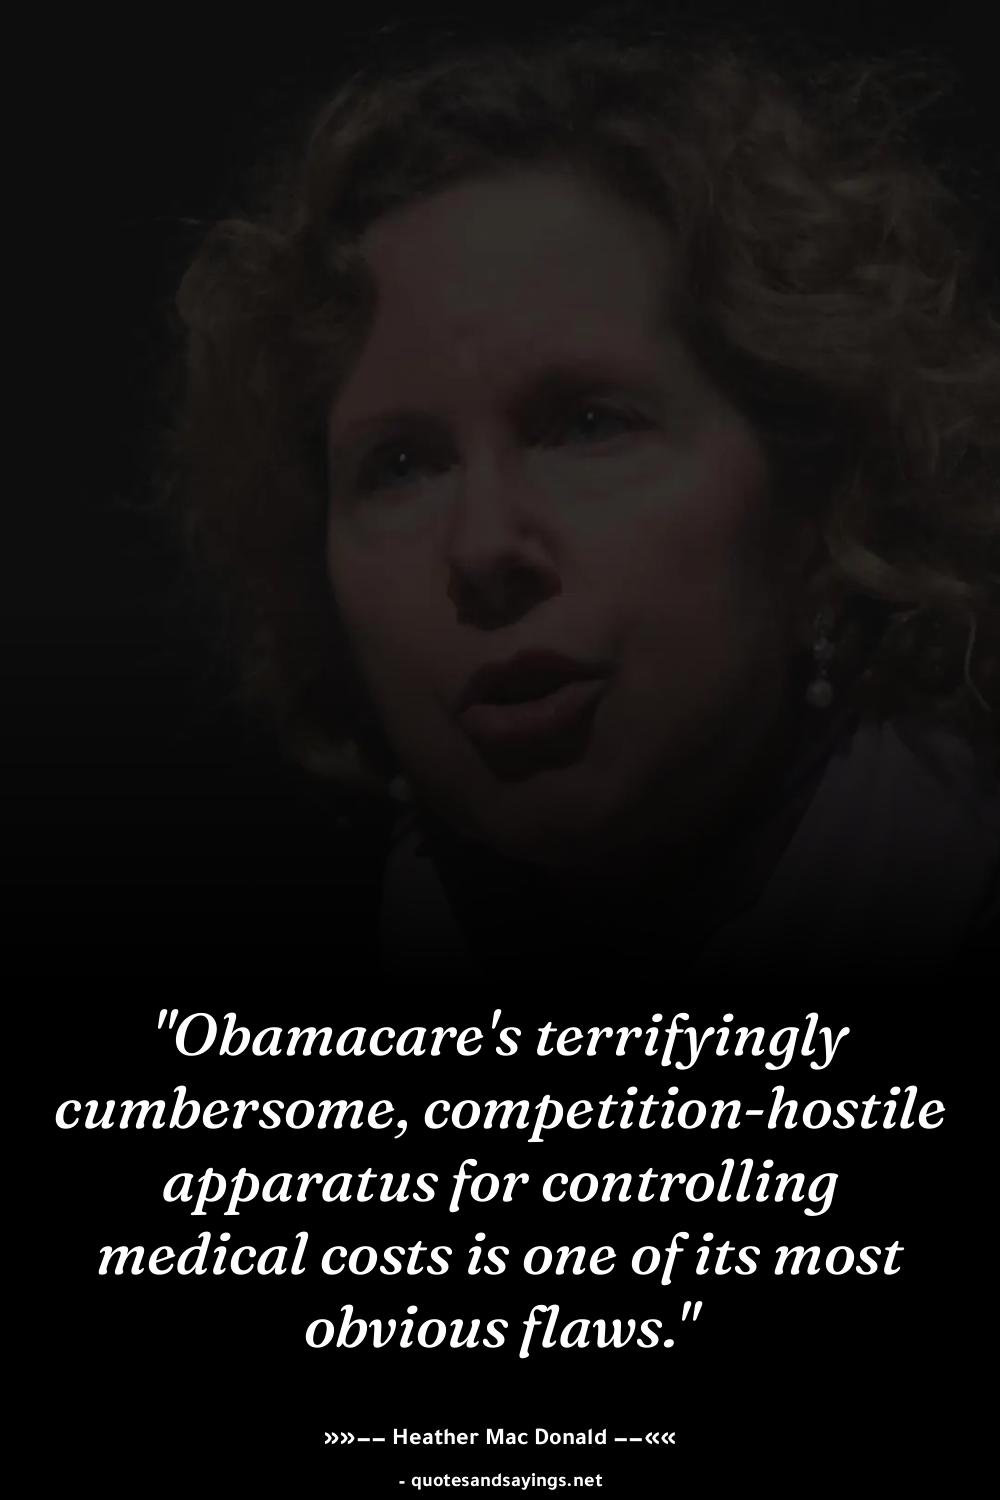 "Obamacare's terrifyingly
cumbersome, competition-hostile
apparatus for controlling
medical costs is one of its most
obvious flaws."
»»−− Heather Mac Donald −−««
- quotesandsayings.net